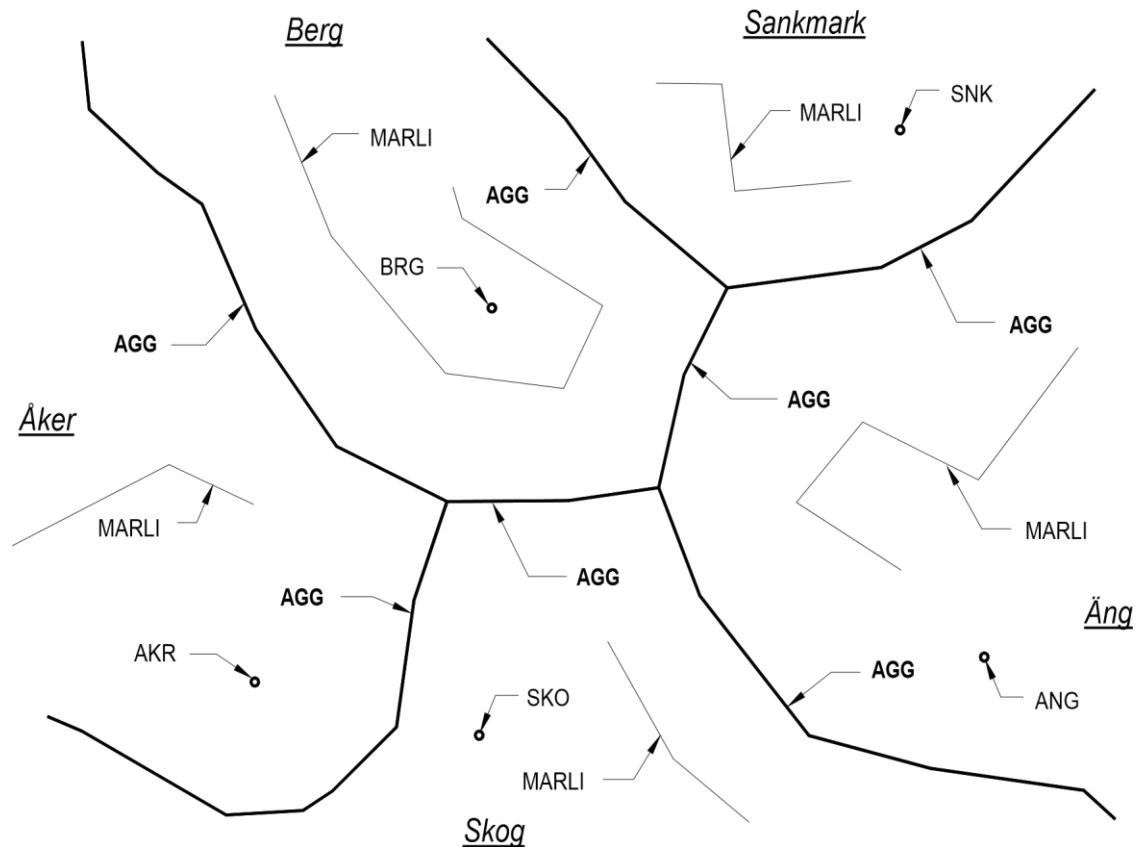 Berg
Sankmark
SNK
MARLI
MARLI
AGG
BRG
AGG
AGG
AGG
Åker
MARLI
MARLI
AGG
AGG
Äng
AKR
AGG
SKO
ANG
MARLI
Skog